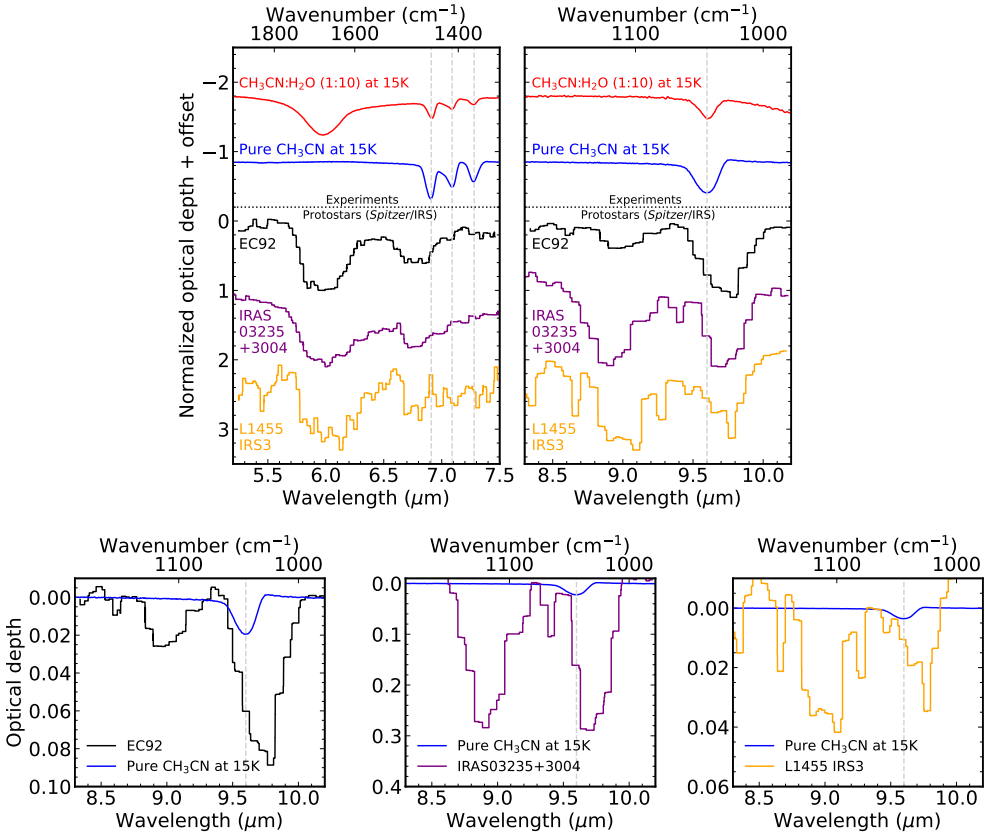 Wavenumber (cm⁻¹)
Wavenumber (cm⁻¹)
1800 1600 1400
1100 1000
Normalized optical depth + offset
−2
−1
0
1
2
3
CH₃CN:H₂O (1:10) at 15K
Pure CH₃CN at 15K
Experiments
Protostars (Spitzer/IRS)
EC92
IRAS
03235
+3004
L1455
IRS3
CH₃CN:H₂O (1:10) at 15K
Pure CH₃CN at 15K
Experiments
Protostars (Spitzer/IRS)
EC92
IRAS
03235
+3004
L1455
IRS3
5.5 6.0 6.5 7.0 7.5
8.5 9.0 9.5 10.0
Wavelength (μm)
Wavelength (μm)
Wavenumber (cm⁻¹)
1100 1000
Optical depth
0.00
0.02
0.04
0.06
0.08
0.10
EC92
Pure CH₃CN at 15K
8.5 9.0 9.5 10.0
Wavelength (μm)
Wavenumber (cm⁻¹)
1100 1000
0.0
0.1
0.2
0.3
0.4
Pure CH₃CN at 15K
IRAS03235+3004
8.5 9.0 9.5 10.0
Wavelength (μm)
Wavenumber (cm⁻¹)
1100 1000
0.00
0.02
0.04
0.06
Pure CH₃CN at 15K
L1455 IRS3
8.5 9.0 9.5 10.0
Wavelength (μm)